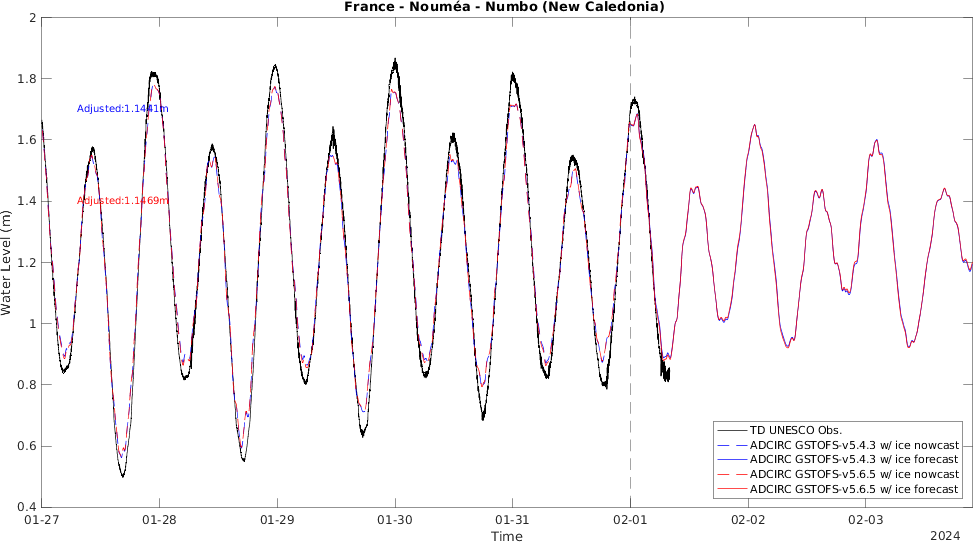 France - Nouméa - Numbo (New Caledonia)
2
1.8
1.6
1.4
1.2
1
0.8
0.6
0.4
Water Level (m)
Adjusted:1.1441m
Adjusted:1.1469m
TD UNESCO Obs.
ADCIRC GSTOFS-v5.4.3 w/ ice nowcast
ADCIRC GSTOFS-v5.4.3 w/ ice forecast
ADCIRC GSTOFS-v5.6.5 w/ ice nowcast
ADCIRC GSTOFS-v5.6.5 w/ ice forecast
01-27 01-28 01-29 01-30 01-31 02-01 02-02 02-03
Time
2024